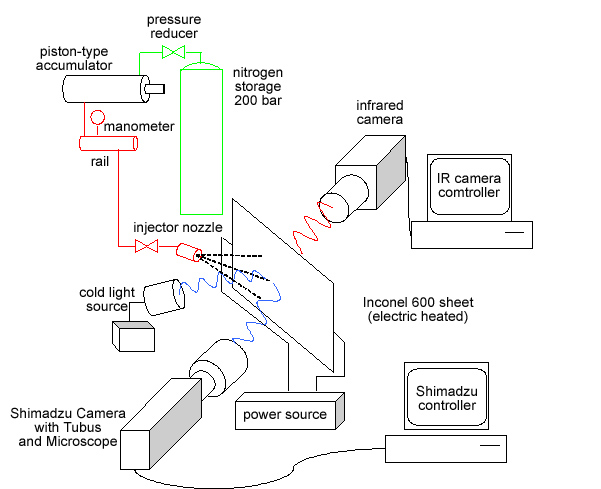 pressure
reducer
piston-type
accumulator
nitrogen
storage
200 bar
manometer
rail
infrared
camera
IR camera
comtroller
injector nozzle
cold light
source
Inconel 600 sheet
(electric heated)
Shimadzu Camera
with Tubus
and Microscope
power source
Shimadzu
controller